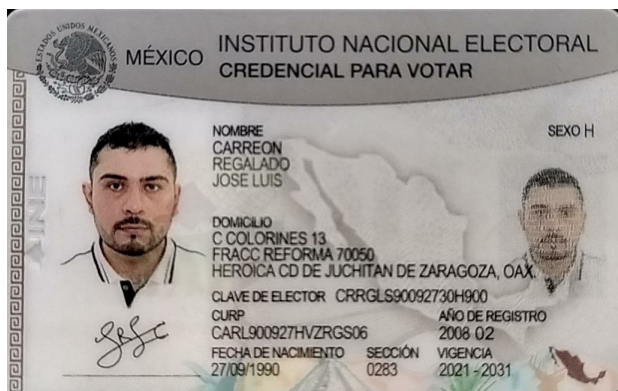 ESTADOS UNIDOS MEXICANOS
MÉXICO INSTITUTO NACIONAL ELECTORAL
CREDENCIAL PARA VOTAR
NOMBRE SEXO H
CARREON
REGALADO
JOSE LUIS
DOMICILIO
C COLORINES 13
FRACC REFORMA 70050
HEROICA CD DE JUCHITAN DE ZARAGOZA, OAX.
CLAVE DE ELECTOR CRRGLS90092730H900
CURP AÑO DE REGISTRO
CARL900927HVZRGS06 2008 02
FECHA DE NACIMIENTO SECCIÓN VIGENCIA
27/09/1990 0283 2021 - 2031
INE